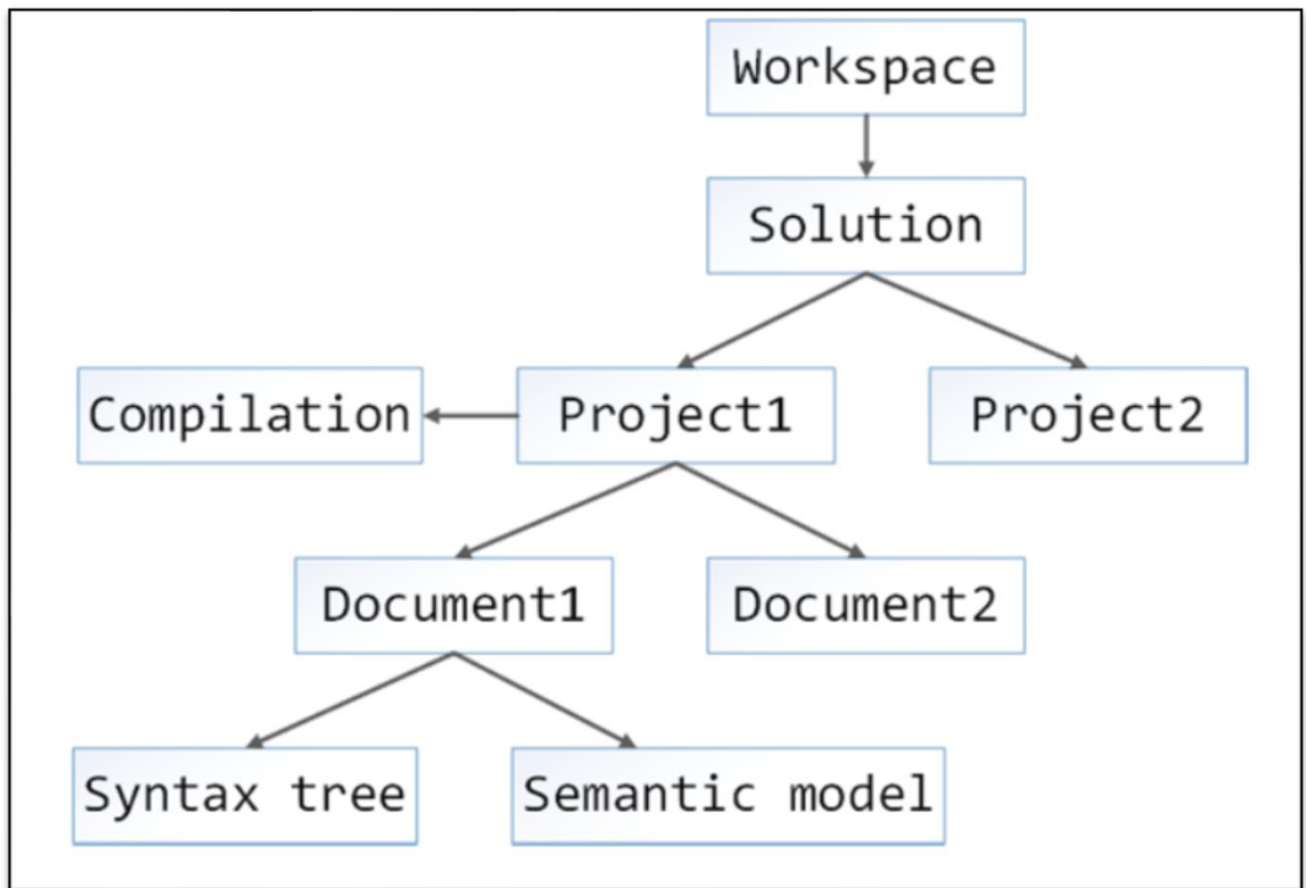 Workspace
Solution
Compilation
Project1
Project2
Document1
Document2
Syntax tree
Semantic model